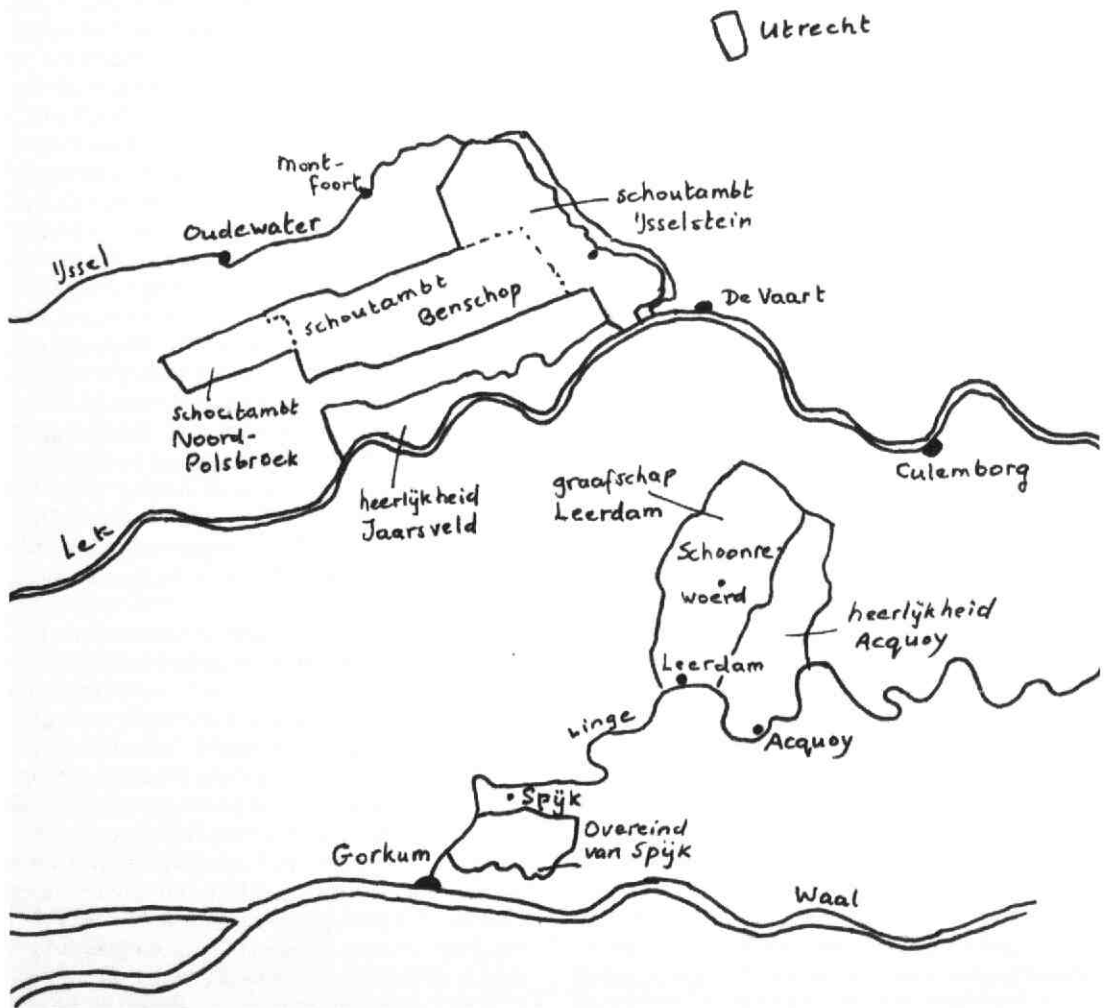 Utrecht
Mont-
foort
schoutambt
IJsselstein
Oudewater
IJssel
schoutambt
Benschop
De Vaart
schoutambt
Noord-
Polsbroek
Culemborg
graafschap
Leerdam
heerlijkheid
Jaarsveld
Lek
Schoonre-
woerd
heerlijkheid
Acquoy
Leerdam
Linge
Acquoy
Spijk
Overeind
van Spijk
Gorkum
Waal